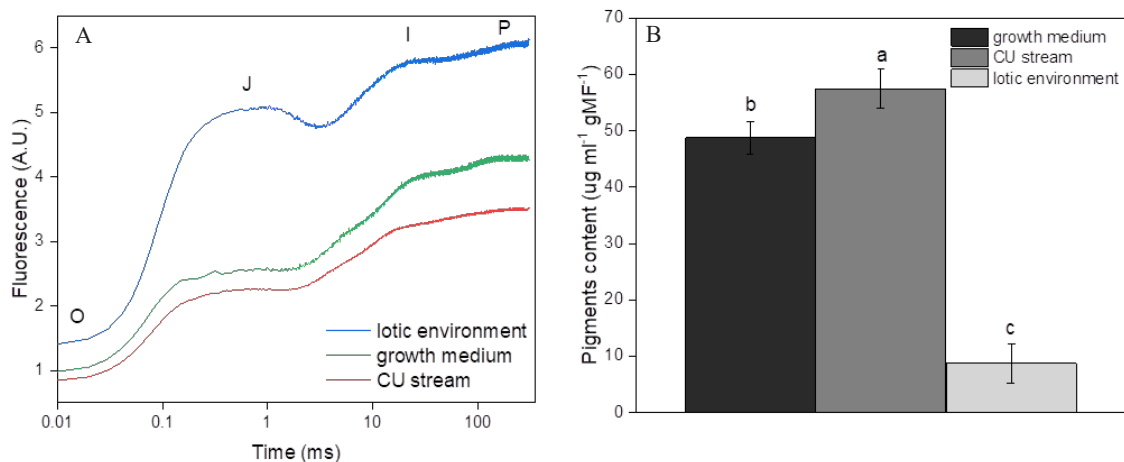 A
Fluorescence (A.U.)
6
5
4
3
2
1
O
J
I
P
lotic environment
growth medium
CU stream
0.01
0.1
1
10
100
Time (ms)
B
Pigments content (ug ml⁻¹ gMF⁻¹)
70
60
50
40
30
20
10
0
b
a
c
growth medium
CU stream
lotic environment